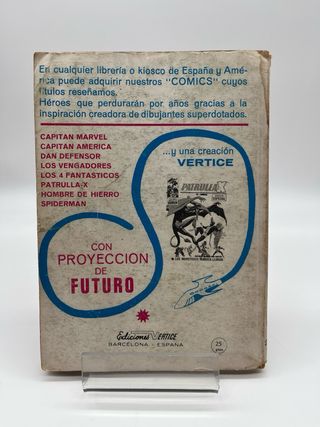 En cualquier librería o kiosco de España y Amé-
rica puede adquirir nuestros "COMICS" cuyos
títulos reseñamos.
Héroes que perdurarán por años gracias a la
inspiración creadora de dibujantes superdotados.
CAPITAN MARVEL
CAPITAN AMERICA
DAN DEFENSOR
LOS VENGADORES
LOS 4 FANTASTICOS
PATRULLA-X
HOMBRE DE HIERRO
SPIDERMAN
...y una creación
VERTICE
PATRULLA X
CON
PROYECCION
DE
FUTURO
Ediciones VERTICE
BARCELONA - ESPAÑA
25
ptas.